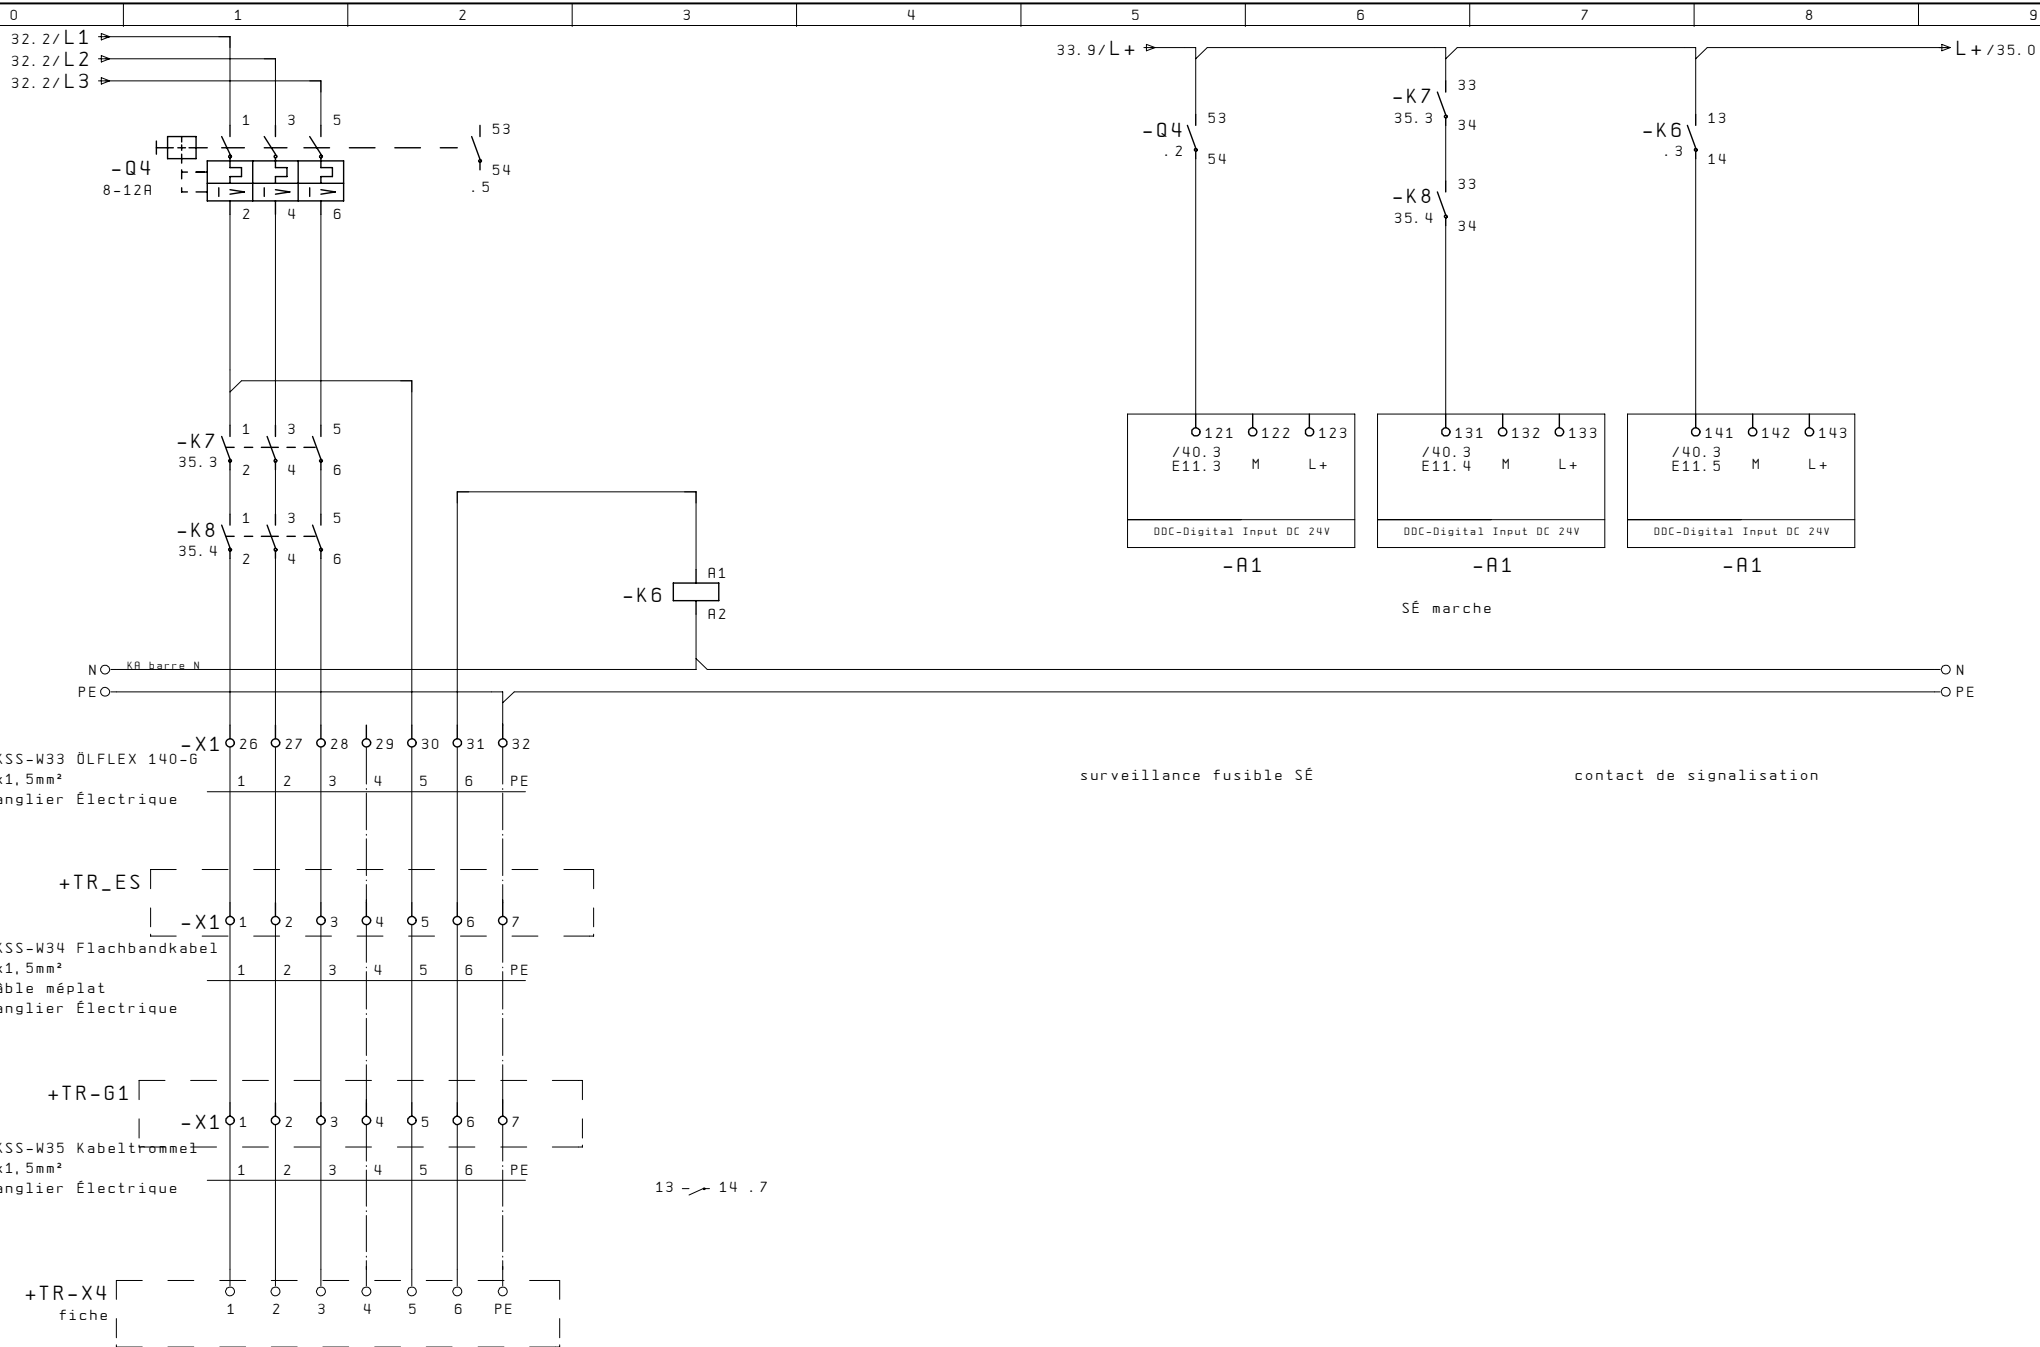 0 1 2 3 4 5 6 7 8 9
32.2/L1
32.2/L2
32.2/L3
33.9/L+
L+/35.0
1 3 5
53
54
.5
-Q4
8-12A
2 4 6
-Q4
.2
53
54
-K7
35.3
33
34
-K8
35.4
33
34
-K6
.3
13
14
-K7
35.3
1 3 5
2 4 6
-K8
35.4
1 3 5
2 4 6
121 122 123
/40.3
E11.3 M L+
DDC-Digital Input DC 24V
-A1
131 132 133
/40.3
E11.4 M L+
DDC-Digital Input DC 24V
-A1
141 142 143
/40.3
E11.5 M L+
DDC-Digital Input DC 24V
-A1
-K6
A1
A2
SÉ marche
N KA barre N
N
PE
PE
-X1 26 27 28 29 30 31 32
KSS-W33 ÖLFLEX 140-G
x1,5mm²
anglier Électrique
1 2 3 4 5 6 PE
surveillance fusible SÉ
contact de signalisation
+TR_ES
-X1 1 2 3 4 5 6 7
KSS-W34 Flachbandkabel
x1,5mm²
âble méplat
anglier Électrique
1 2 3 4 5 6 PE
+TR-G1
-X1 1 2 3 4 5 6 7
KSS-W35 Kabeltrommel
x1,5mm²
anglier Électrique
1 2 3 4 5 6 PE
13 14 .7
+TR-X4
fiche
1 2 3 4 5 6 PE